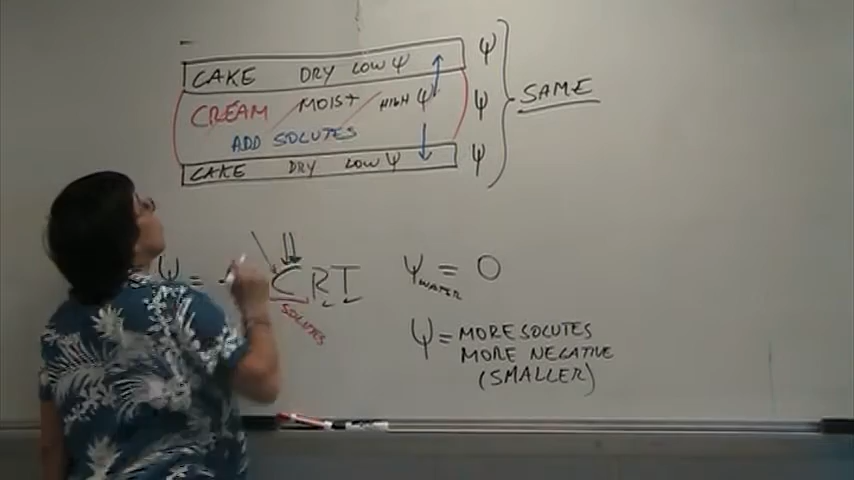 CAKE DRY LOW Ψ Ψ
CREAM MOIST HIGH Ψ Ψ SAME
ADD SOLUTES
CAKE DRY LOW Ψ Ψ
Ψ = - CRT Ψ WATER = 0
SOLUTES
Ψ = MORE SOLUTES
MORE NEGATIVE
(SMALLER)